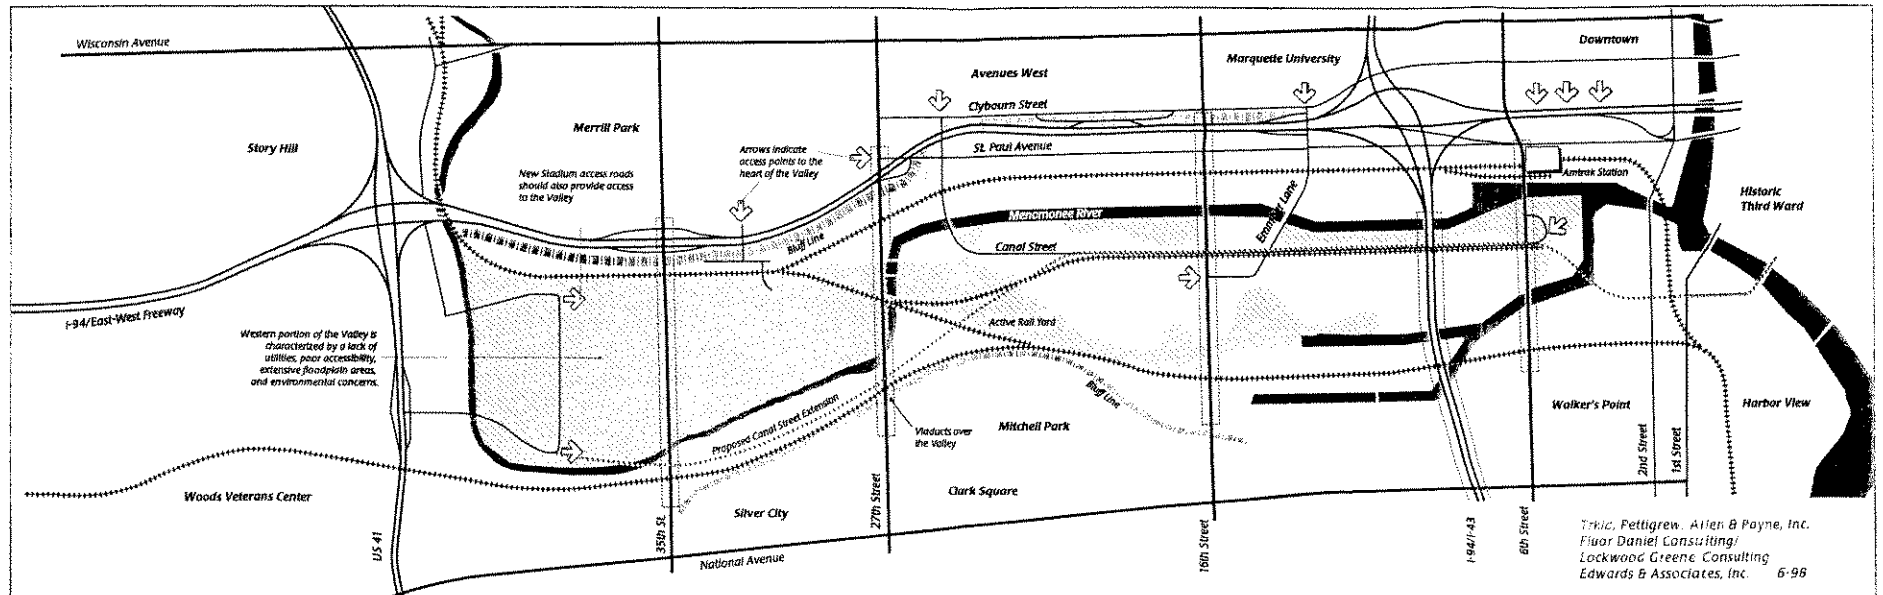 Wisconsin Avenue
Downtown
Marquette University
Avenues West
Clybourn Street
Merrill Park
Story Hill
Arrows indicate
access points to the
heart of the Valley
St. Paul Avenue
New Stadium access roads
should also provide access
to the Valley
Amtrak Station
Historic
Third Ward
Menomonee River
Emmber Lane
Bluff Line
Canal Street
I-94/East-West Freeway
Active Rail Yard
Western portion of the Valley is
characterized by a lack of
utilities, poor accessibility,
extensive floodplain areas,
and environmental concerns.
Bluff Line
Proposed Canal Street Extension
Mitchell Park
Viaducts over
the Valley
Walker's Point
Harbor View
2nd Street
1st Street
Woods Veterans Center
Clark Square
Silver City
27th Street
35th St.
US 41
16th Street
I-94/I-43
6th Street
National Avenue
Pettigrew, Allen & Payne, Inc.
Fluor Daniel Consulting/
Lockwood Greene Consulting
Edwards & Associates, Inc. 6-98